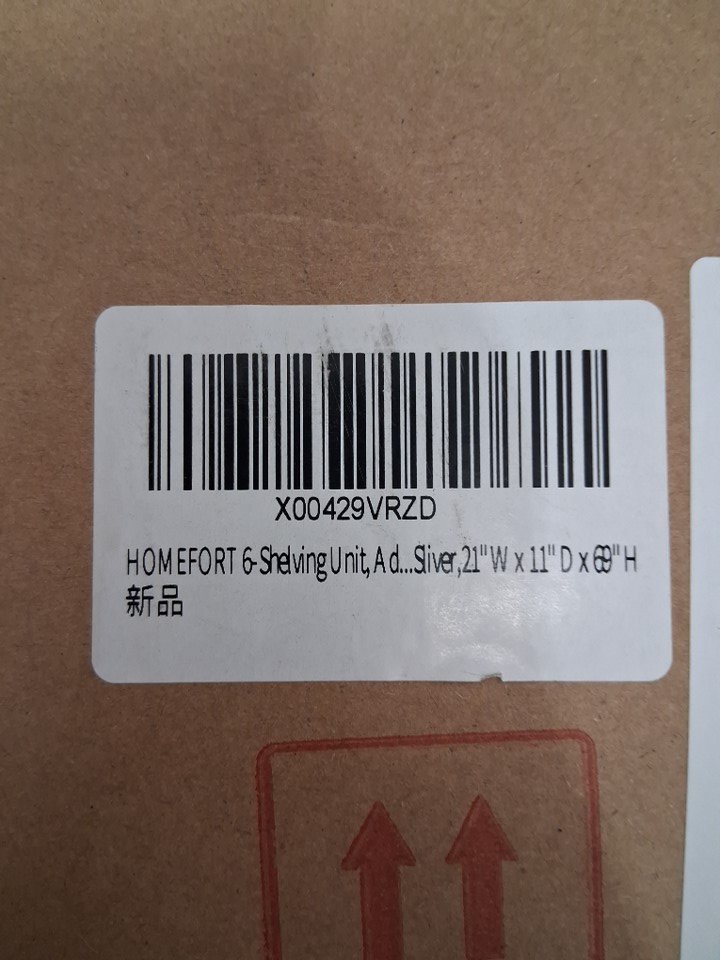 X00429VRZD
HOMEFORT 6-Shelving Unit, Ad...Sliver,21"W x 11"D x 69"H
新品